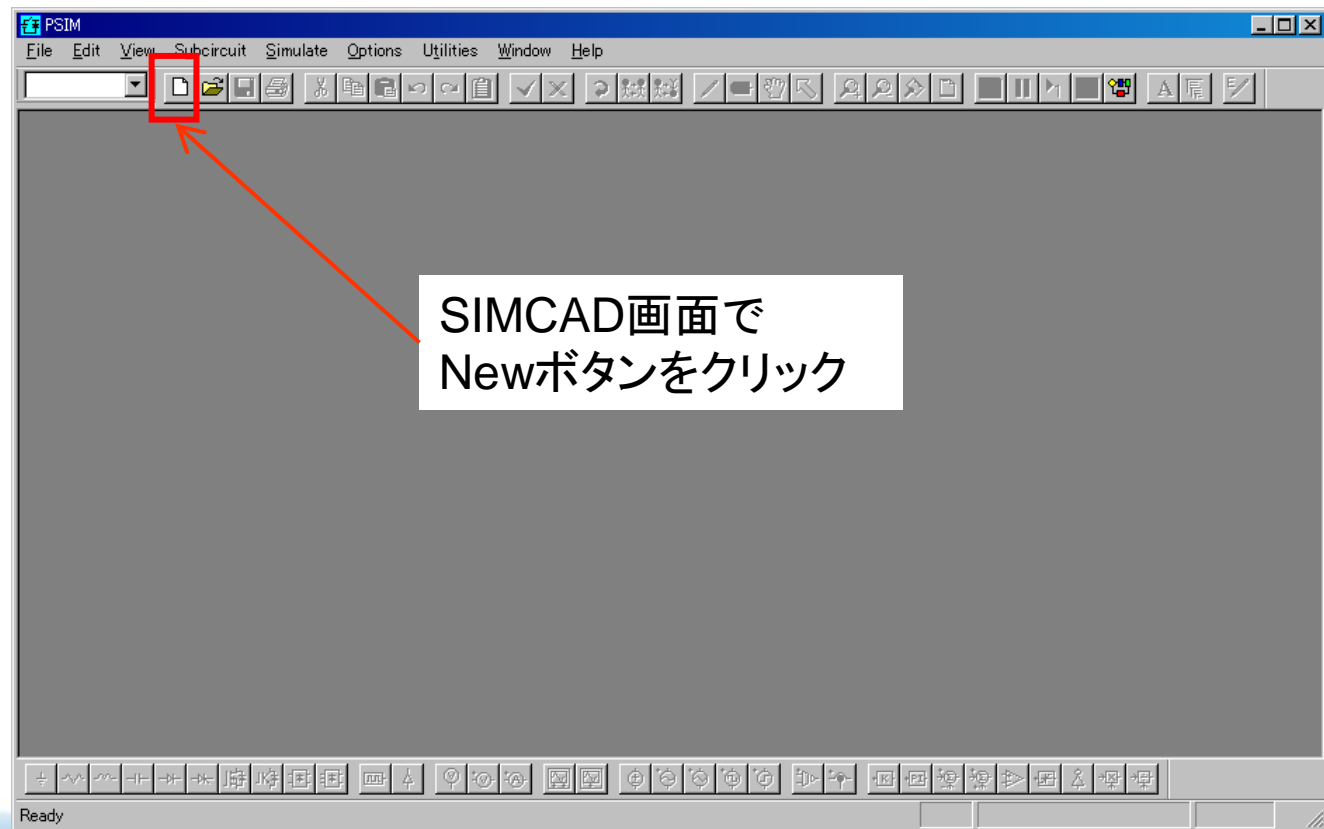 PSIM
File Edit View Subcircuit Simulate Options Utilities Window Help
SIMCAD画面で
Newボタンをクリック
Ready